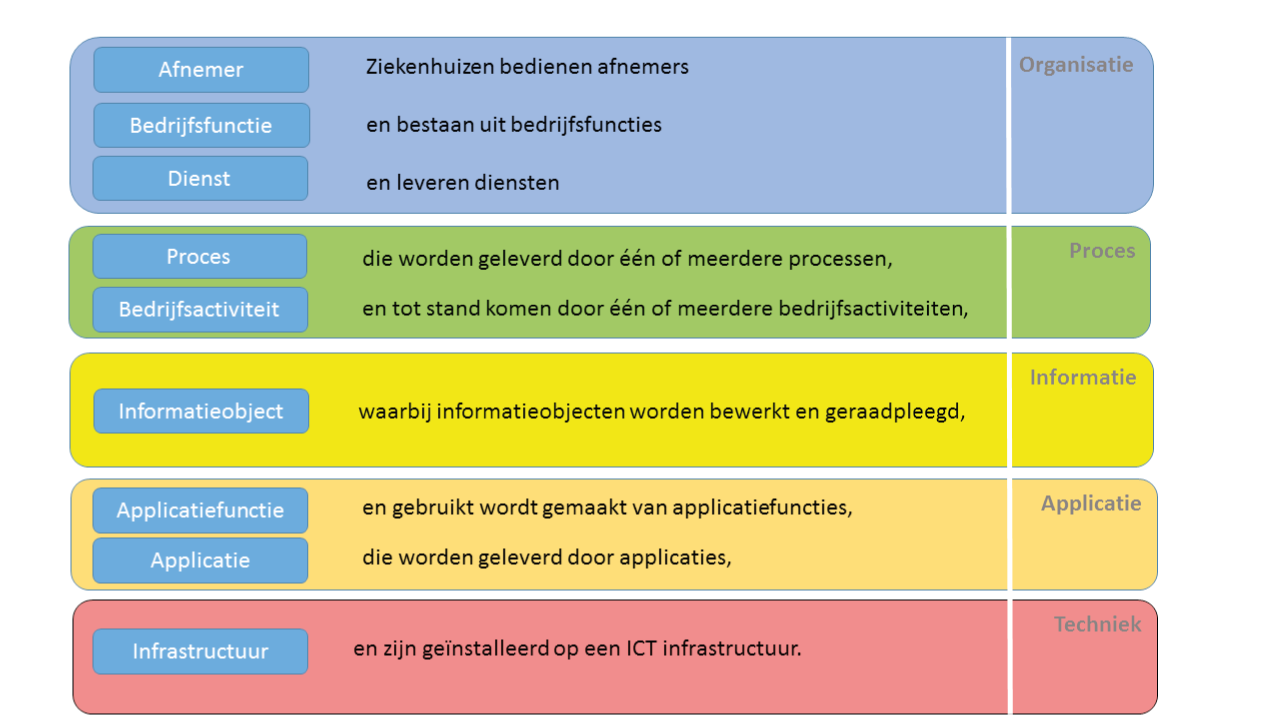 Organisatie
Afnemer
Ziekenhuizen bedienen afnemers
Bedrijfsfunctie
en bestaan uit bedrijfsfuncties
Dienst
en leveren diensten
Proces
Proces
die worden geleverd door één of meerdere processen,
Bedrijfsactiviteit
en tot stand komen door één of meerdere bedrijfsactiviteiten,
Informatie
Informatieobject
waarbij informatieobjecten worden bewerkt en geraadpleegd,
Applicatie
Applicatiefunctie
en gebruikt wordt gemaakt van applicatiefuncties,
Applicatie
die worden geleverd door applicaties,
Techniek
Infrastructuur
en zijn geïnstalleerd op een ICT infrastructuur.